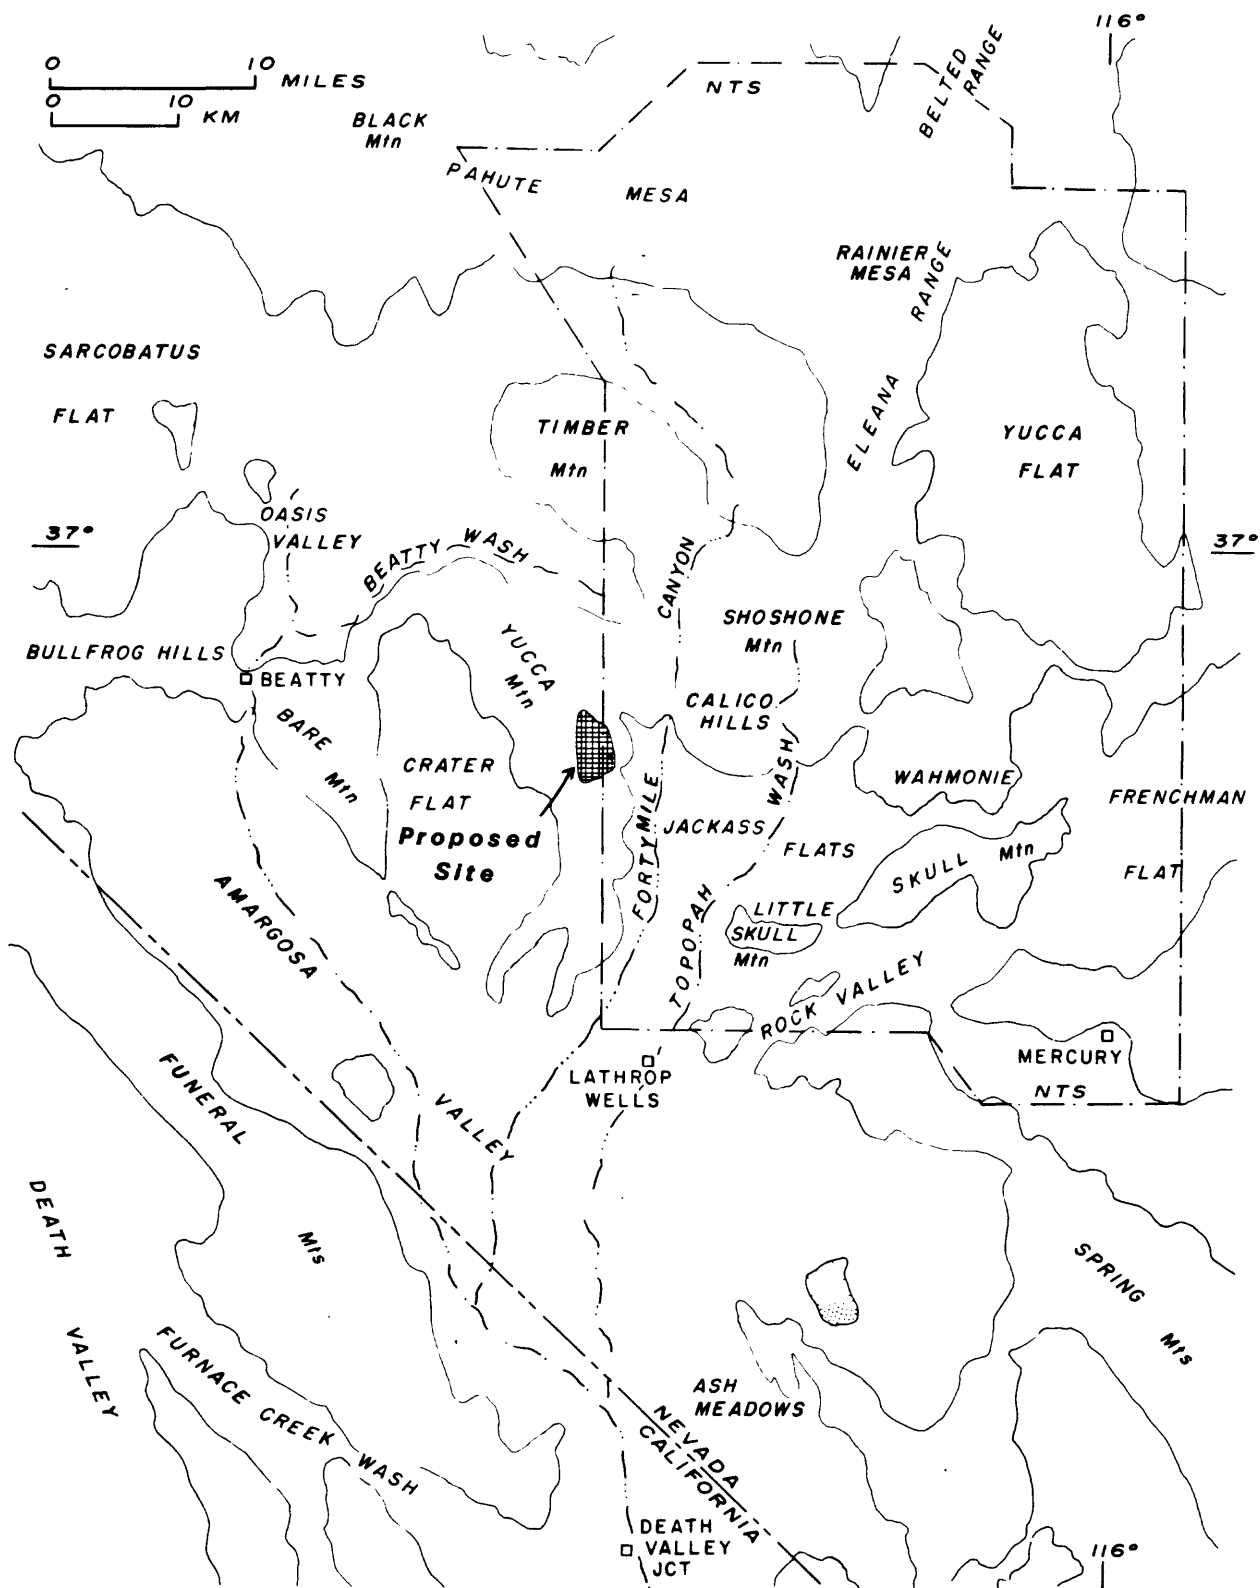 116°
0 10 MILES
0 10 KM
BELTED RANGE
NTS
BLACK
Mtn
PAHUTE MESA
RAINIER
MESA
ELEANA RANGE
SARCOBATUS
FLAT
TIMBER
Mtn
YUCCA
FLAT
OASIS
VALLEY
37°
37°
BEATTY WASH
FORTYMILE CANYON
SHOSHONE
Mtn
YUCCA
Mtn
BULLFROG HILLS
BEATTY
CALICO
HILLS
BARE
Mtn
CRATER
FLAT
Proposed
Site
TOPOPAH WASH
WAHMONIE
FRENCHMAN
FLAT
JACKASS
FLATS
SKULL Mtn
LITTLE
SKULL
Mtn
AMARGOSA
VALLEY
ROCK VALLEY
MERCURY
LATHROP
WELLS
NTS
FUNERAL
Mts
DEATH
VALLEY
SPRING
Mts
FURNACE CREEK
WASH
ASH
MEADOWS
NEVADA
CALIFORNIA
DEATH
VALLEY
JCT
116°